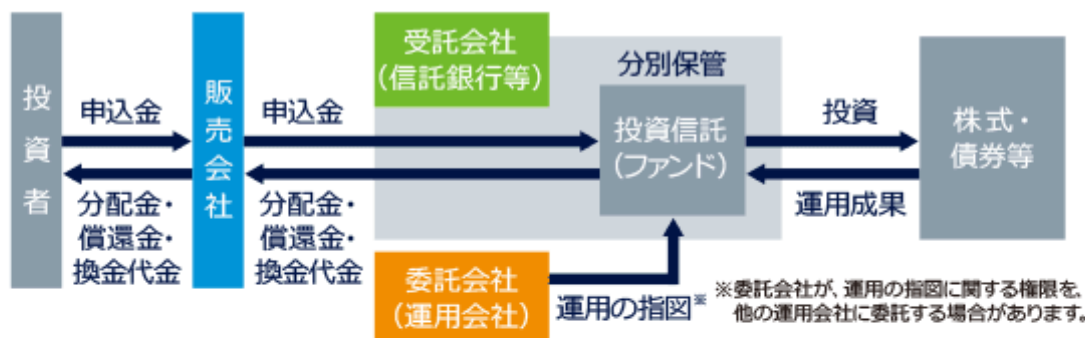 投資者
申込金
分配金・
償還金・
換金代金
販売会社
申込金
分配金・
償還金・
換金代金
受託会社
（信託銀行等）
分別保管
投資信託
（ファンド）
委託会社
（運用会社）
運用の指図※
投資
運用成果
株式・
債券等
※委託会社が、運用の指図に関する権限を、
他の運用会社に委託する場合があります。